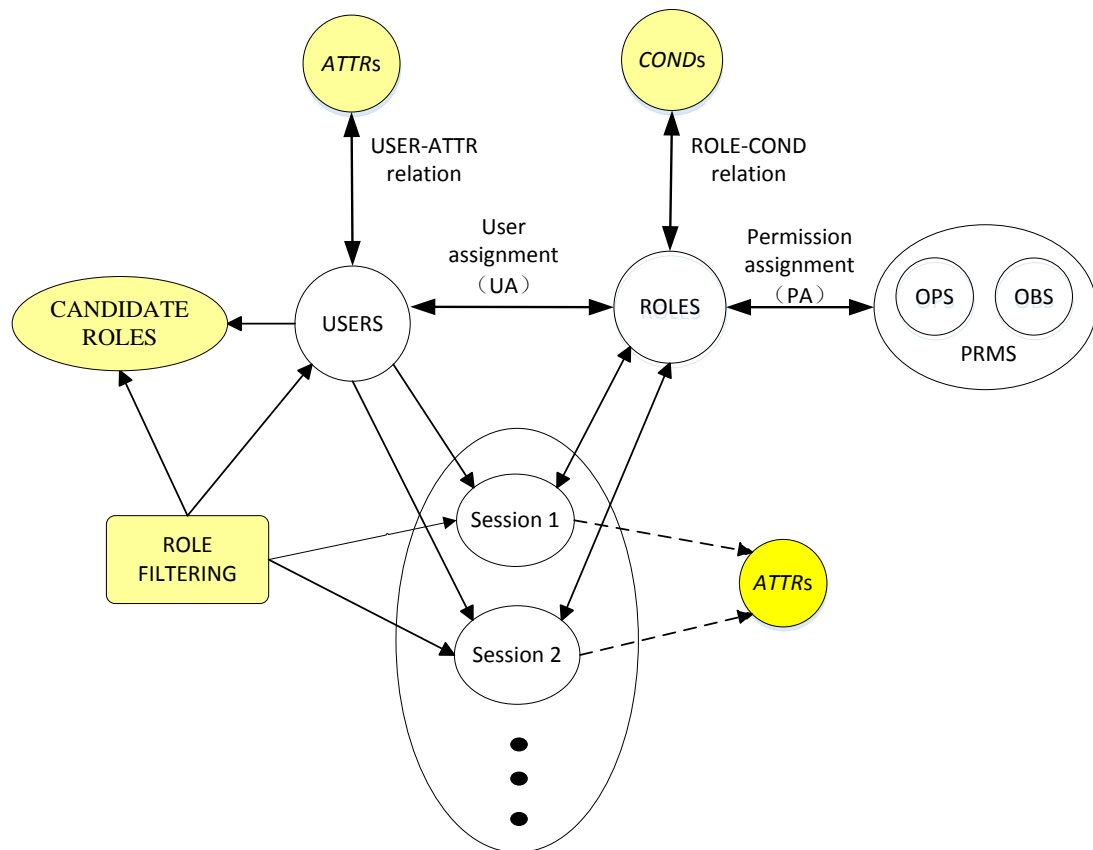 ATTRs
CONDs
USER-ATTR
relation
ROLE-COND
relation
User
assignment
（UA）
Permission
assignment
（PA）
CANDIDATE
ROLES
USERS
ROLES
OPS
OBS
PRMS
Session 1
ROLE
FILTERING
ATTRs
Session 2